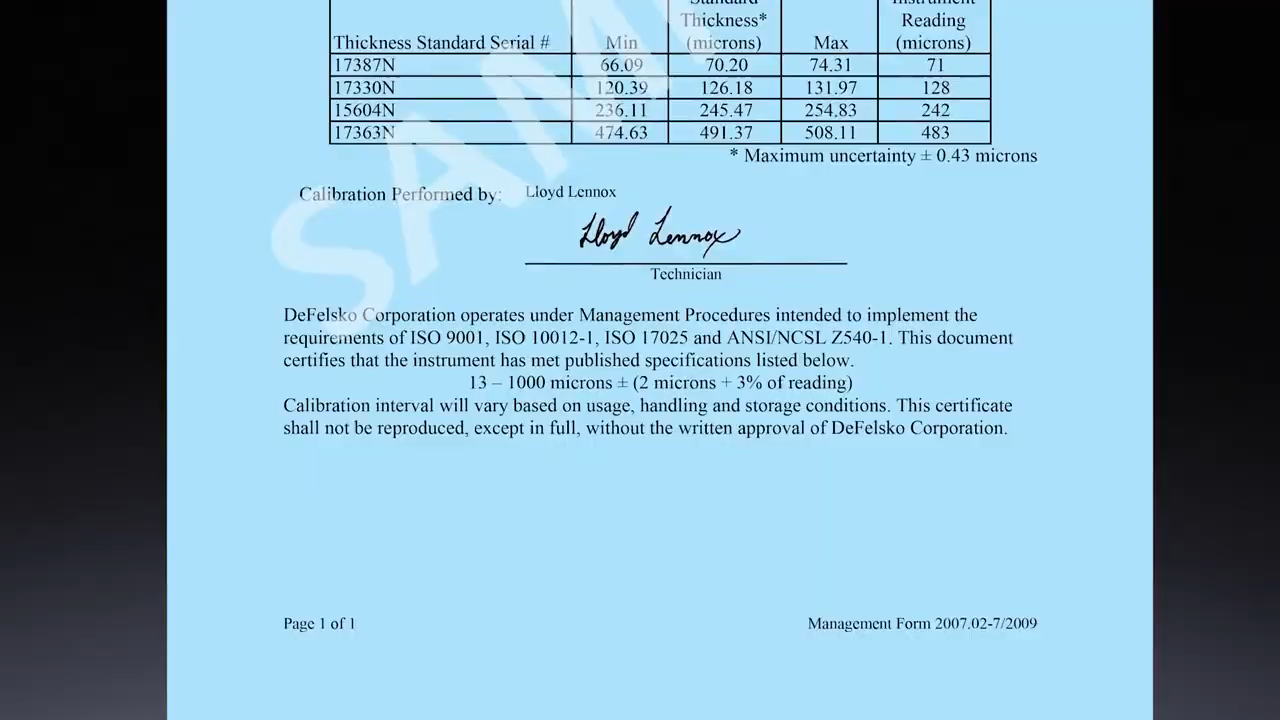 Standard Instrument
Thickness* Reading
Thickness Standard Serial # Min (microns) Max (microns)
17387N 66.09 70.20 74.31 71
17330N 120.39 126.18 131.97 128
15604N 236.11 245.47 254.83 242
17363N 474.63 491.37 508.11 483
* Maximum uncertainty ± 0.43 microns
Calibration Performed by: Lloyd Lennox
Lloyd Lennox
Technician
DeFelsko Corporation operates under Management Procedures intended to implement the
requirements of ISO 9001, ISO 10012-1, ISO 17025 and ANSI/NCSL Z540-1. This document
certifies that the instrument has met published specifications listed below.
13 – 1000 microns ± (2 microns + 3% of reading)
Calibration interval will vary based on usage, handling and storage conditions. This certificate
shall not be reproduced, except in full, without the written approval of DeFelsko Corporation.
Page 1 of 1 Management Form 2007.02-7/2009